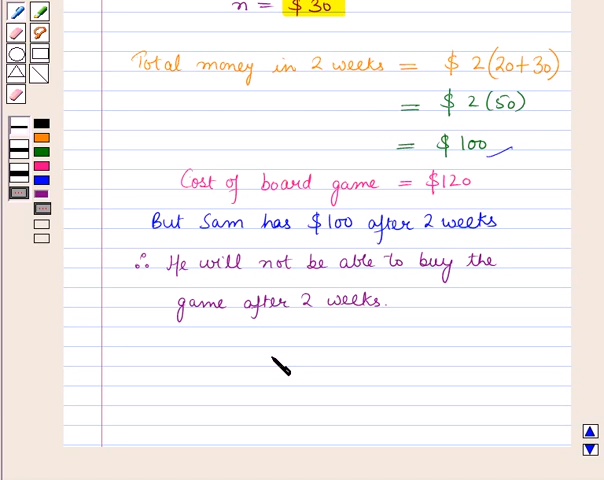 n = $30
Total money in 2 weeks = $ 2(20+30)
= $ 2(50)
= $ 100
Cost of board game = $120
But Sam has $100 after 2 weeks
∴ He will not be able to buy the
game after 2 weeks.